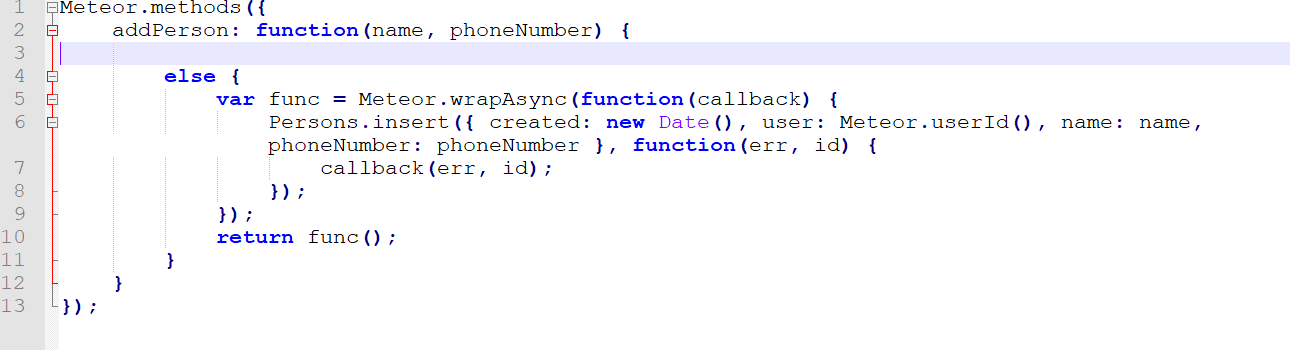 1 Meteor.methods({
2 addPerson: function(name, phoneNumber) {
3
4 else {
5 var func = Meteor.wrapAsync(function(callback) {
6 Persons.insert({ created: new Date(), user: Meteor.userId(), name: name,
phoneNumber: phoneNumber }, function(err, id) {
7 callback(err, id);
8 });
9 });
10 return func();
11 }
12 }
13 });